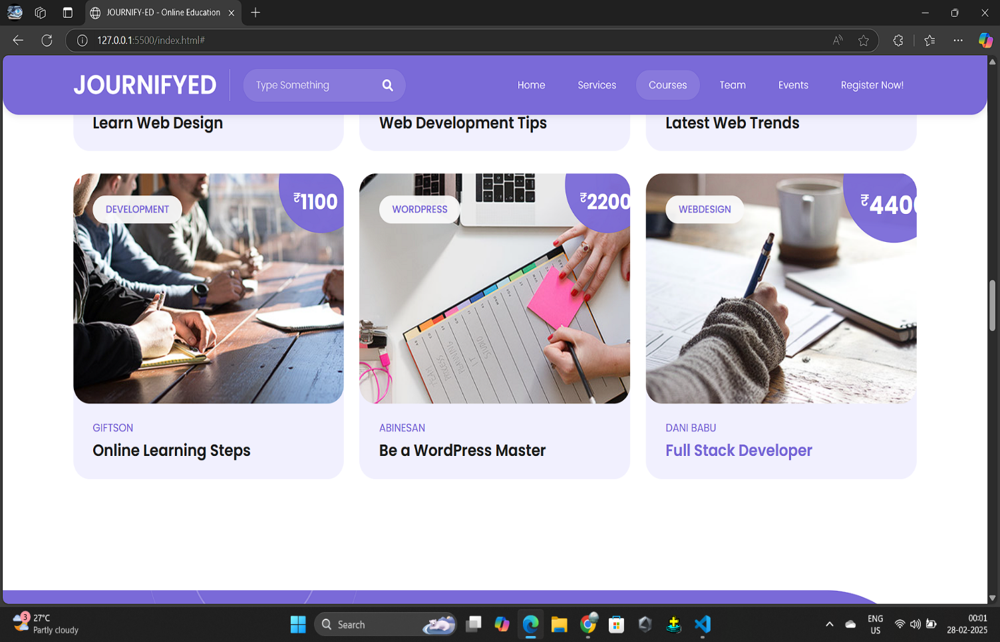 JOURNIFY-ED - Online Education
127.0.0.1:5500/index.html#
JOURNIFYED
Type Something
Home
Services
Courses
Team
Events
Register Now!
Learn Web Design
Web Development Tips
Latest Web Trends
DEVELOPMENT
₹1100
WORDPRESS
₹2200
WEBDESIGN
₹4400
GIFTSON
Online Learning Steps
ABINESAN
Be a WordPress Master
DANI BABU
Full Stack Developer
3
27°C
Partly cloudy
Search
ENG
US
00:01
28-02-2025